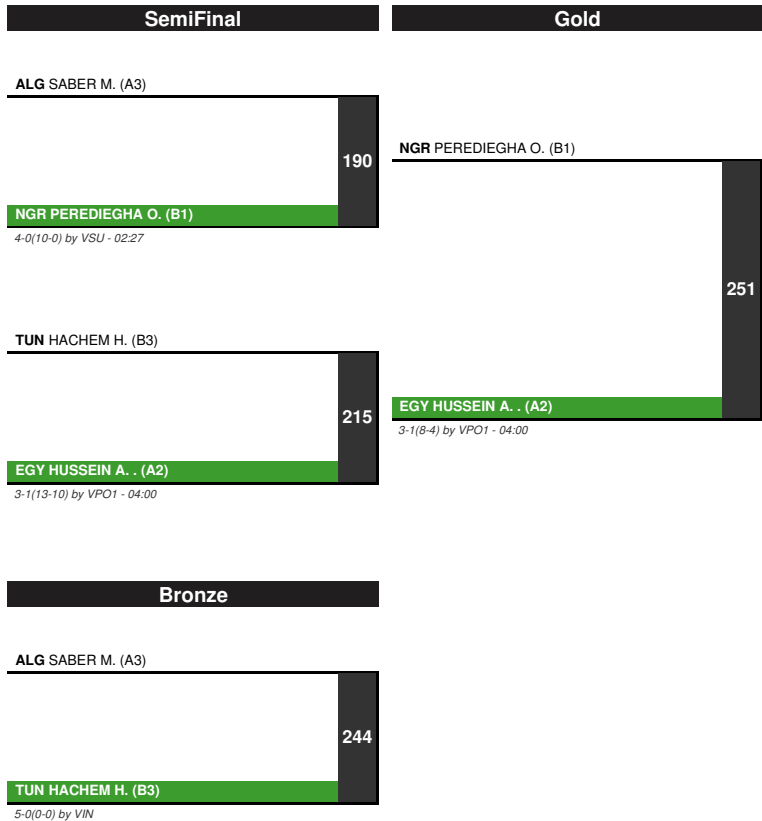 SemiFinal
Gold
ALG SABER M. (A3)
190
NGR PEREDIEGHA O. (B1)
4-0(10-0) by VSU - 02:27
NGR PEREDIEGHA O. (B1)
251
EGY HUSSEIN A. . (A2)
3-1(8-4) by VPO1 - 04:00
TUN HACHEM H. (B3)
215
EGY HUSSEIN A. . (A2)
3-1(13-10) by VPO1 - 04:00
Bronze
ALG SABER M. (A3)
244
TUN HACHEM H. (B3)
5-0(0-0) by VIN